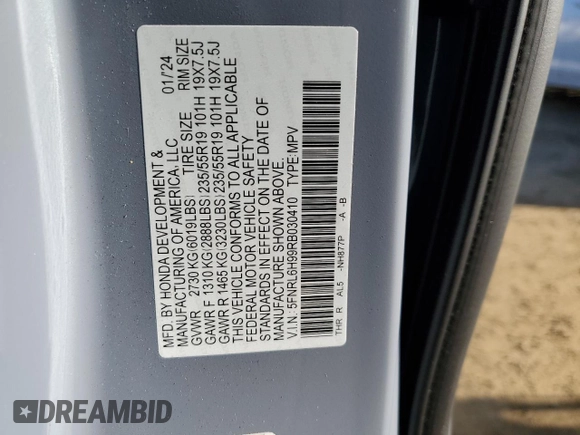 MFD. BY HONDA DEVELOPMENT & 01/'24
MANUFACTURING OF AMERICA, LLC
GVWR 2730 KG(6019LBS) TIRE SIZE RIM SIZE
GAWR F 1310 KG(2888LBS) 235/55R19 101H 19X7.5J
GAWR R 1465 KG(3230LBS) 235/55R19 101H 19X7.5J
THIS VEHICLE CONFORMS TO ALL APPLICABLE
FEDERAL MOTOR VEHICLE SAFETY
STANDARDS IN EFFECT ON THE DATE OF
MANUFACTURE SHOWN ABOVE.
V.I.N: 5FNRL6H99RB030410 TYPE:MPV
THR R AL5 -NH877P -A -B
DREAMBID